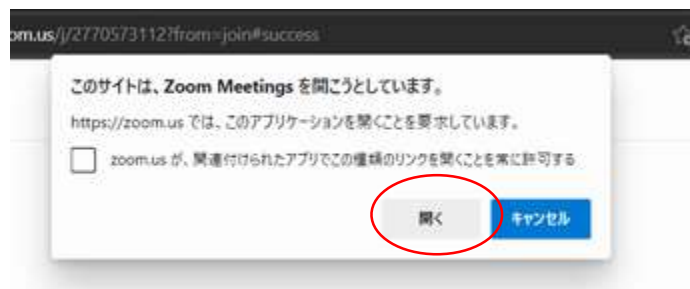 om.us/j/2770573112?from=join#success
このサイトは、Zoom Meetings を開こうとしています。
https://zoom.us では、このアプリケーションを開くことを要求しています。
zoom.us が、関連付けられたアプリでこの種類のリンクを開くことを常に許可する
開く
キャンセル